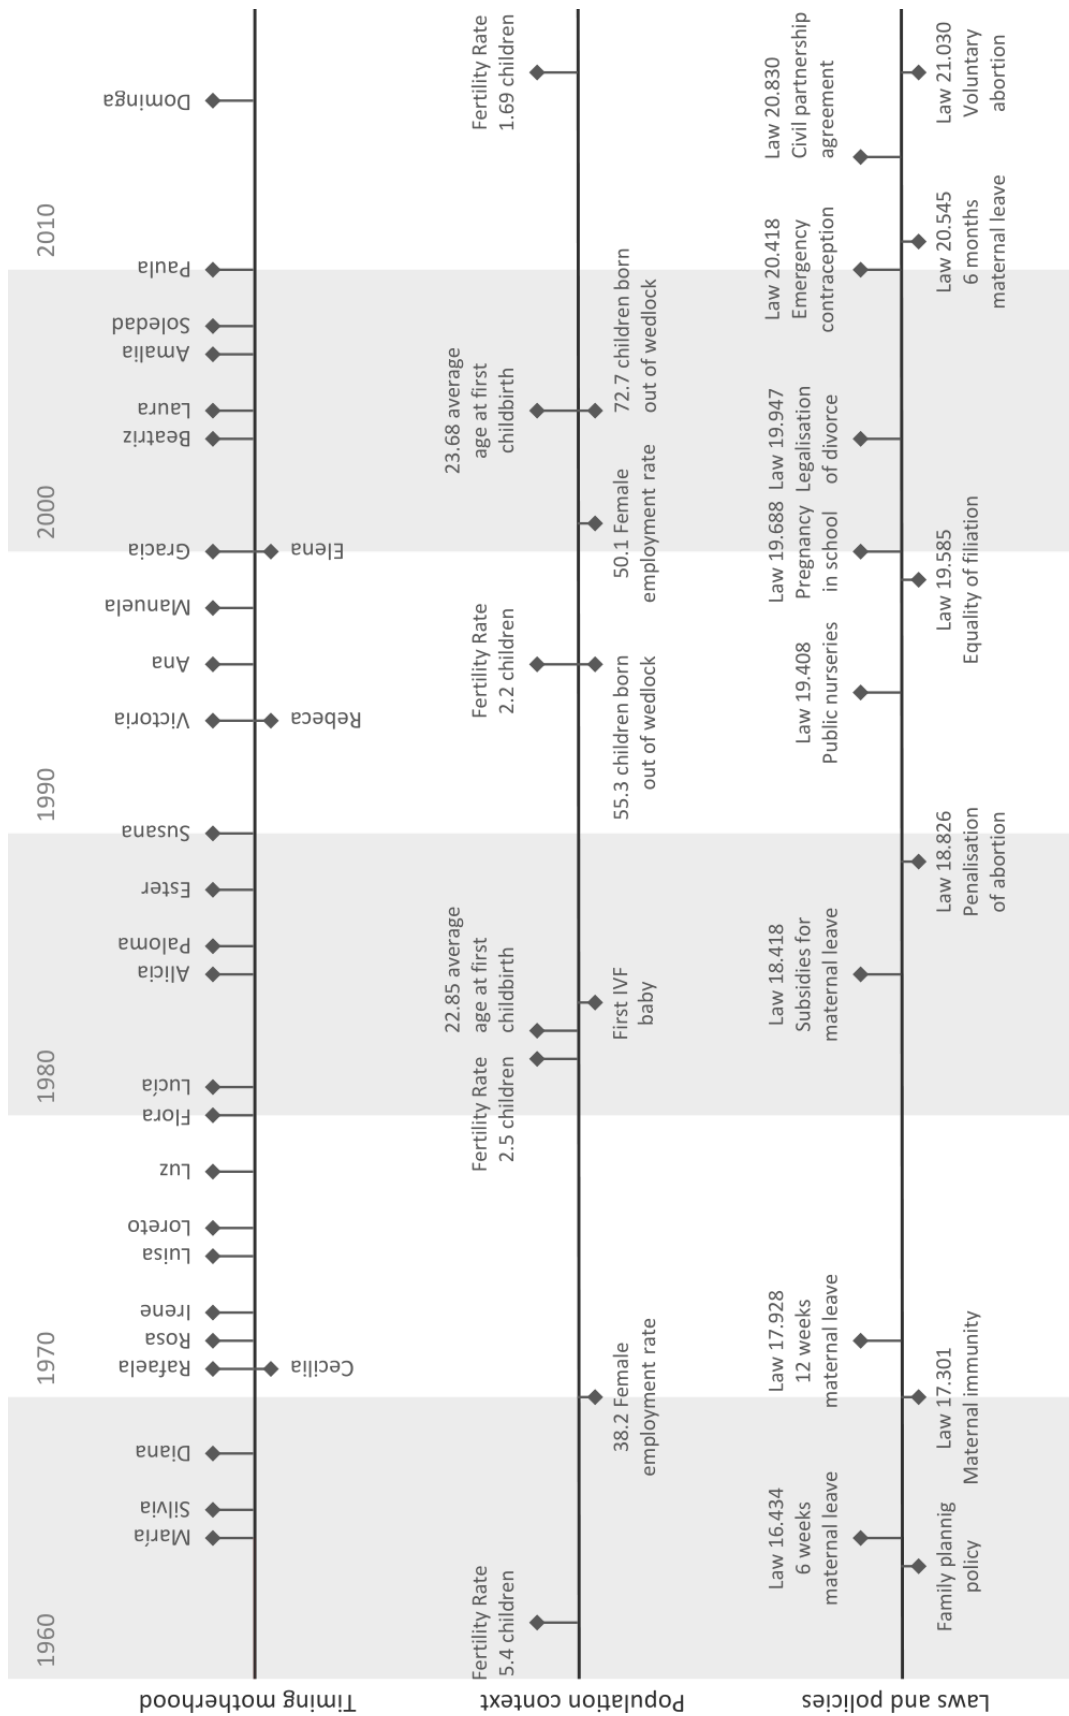 1960
1970
1980
1990
2000
2010
Timing motherhood
María
Silvia
Diana
Rafaela
Cecilia
Rosa
Irene
Luisa
Loreto
Luz
Flora
Lucía
Alicia
Paloma
Ester
Susana
Victoria
Rebeca
Ana
Manuela
Gracia
Elena
Beatriz
Laura
Amalia
Soledad
Paula
Dominga
Population context
Fertility Rate
5.4 children
38.2 Female
employment rate
Fertility Rate
2.5 children
22.85 average
age at first
childbirth
First IVF
baby
Fertility Rate
2.2 children
55.3 children born
out of wedlock
50.1 Female
employment rate
23.68 average
age at first
childbirth
72.7 children born
out of wedlock
Fertility Rate
1.69 children
Laws and policies
Family plannig
policy
Law 16.434
6 weeks
maternal leave
Law 17.301
Maternal immunity
Law 17.928
12 weeks
maternal leave
Law 18.418
Subsidies for
maternal leave
Law 18.826
Penalisation
of abortion
Law 19.408
Public nurseries
Law 19.585
Equality of filiation
Law 19.688
Pregnancy
in school
Law 19.947
Legalisation
of divorce
Law 20.418
Emergency
contraception
Law 20.545
6 months
maternal leave
Law 20.830
Civil partnership
agreement
Law 21.030
Voluntary
abortion